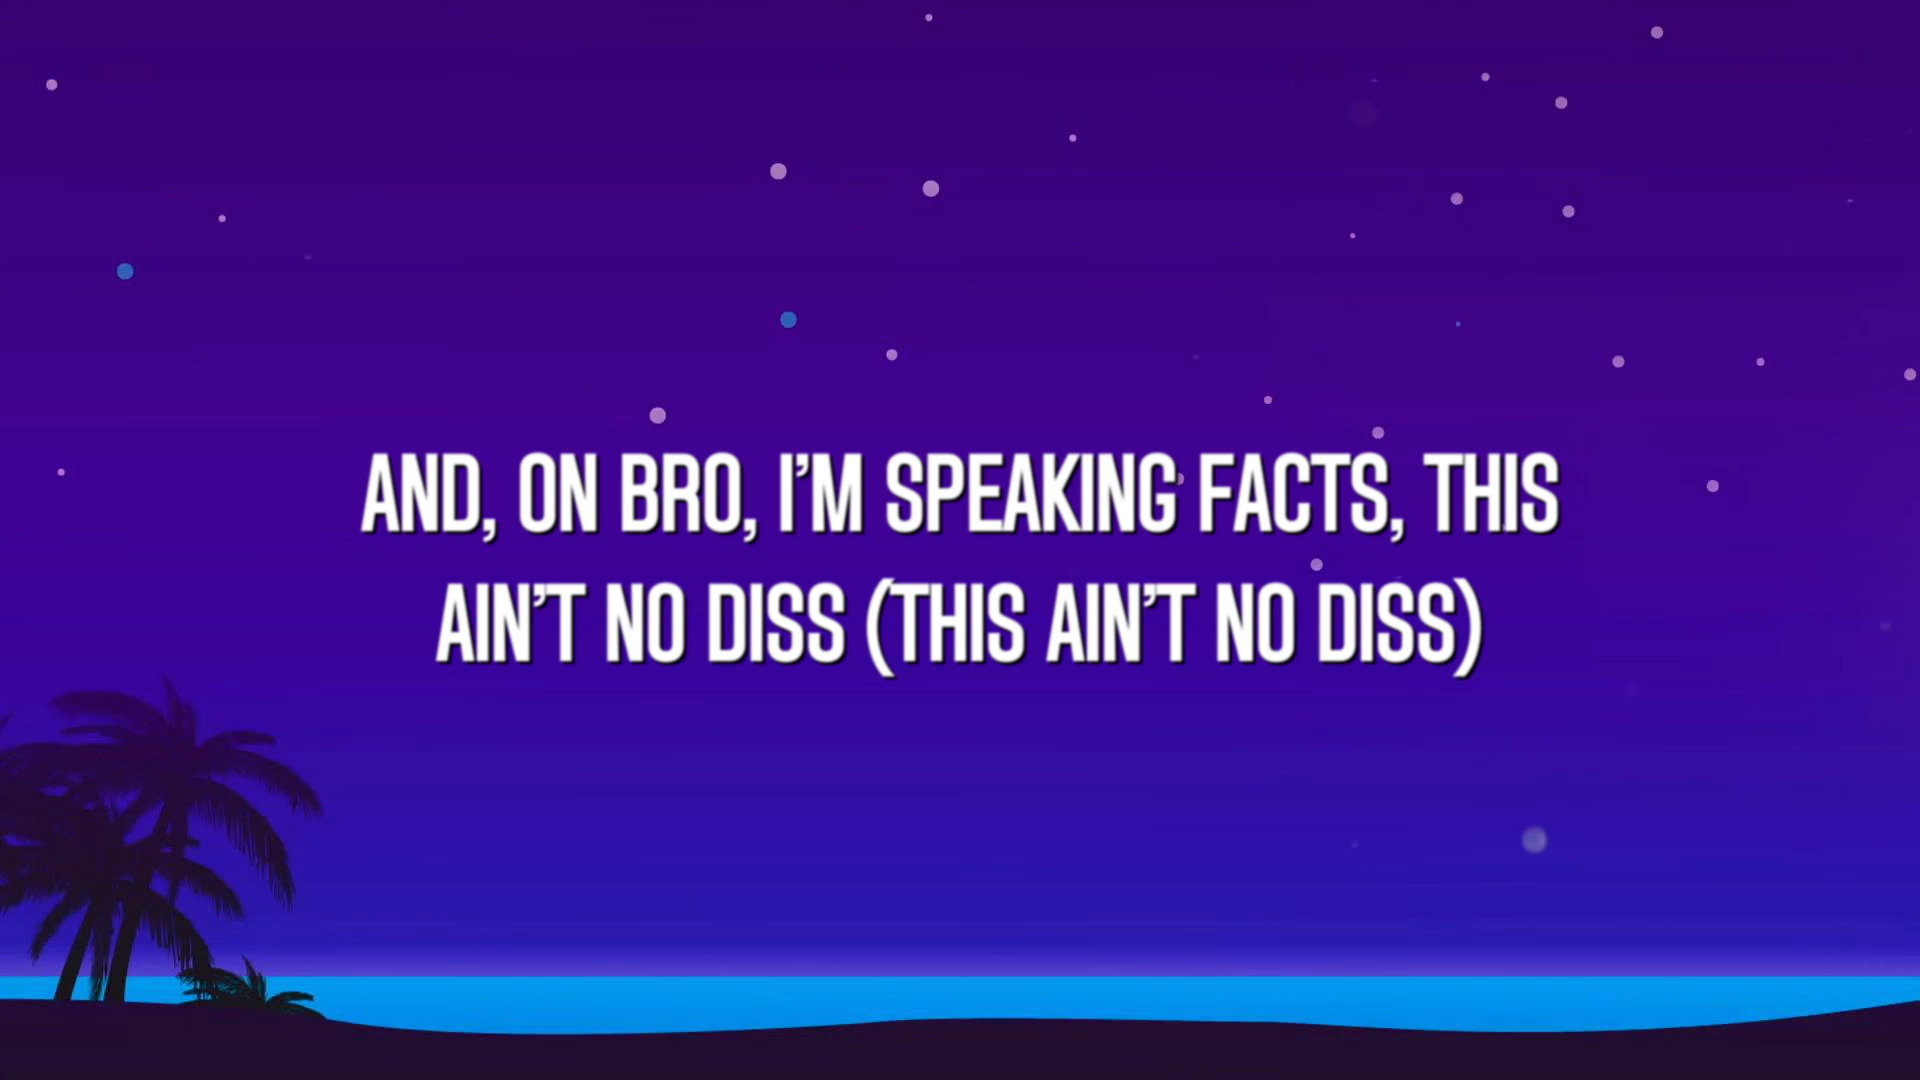 AND, ON BRO, I'M SPEAKING FACTS, THIS
AIN'T NO DISS (THIS AIN'T NO DISS)